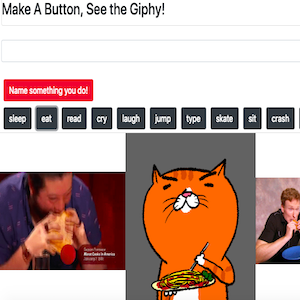 Make A Button, See the Giphy!
Name something you do!
sleep eat read cry laugh jump type skate sit crash